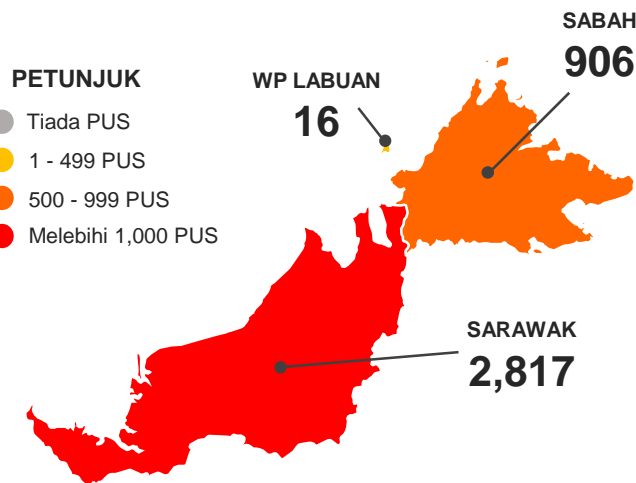 SABAH
906
PETUNJUK
WP LABUAN
16
Tiada PUS
1 - 499 PUS
500 - 999 PUS
Melebihi 1,000 PUS
SARAWAK
2,817